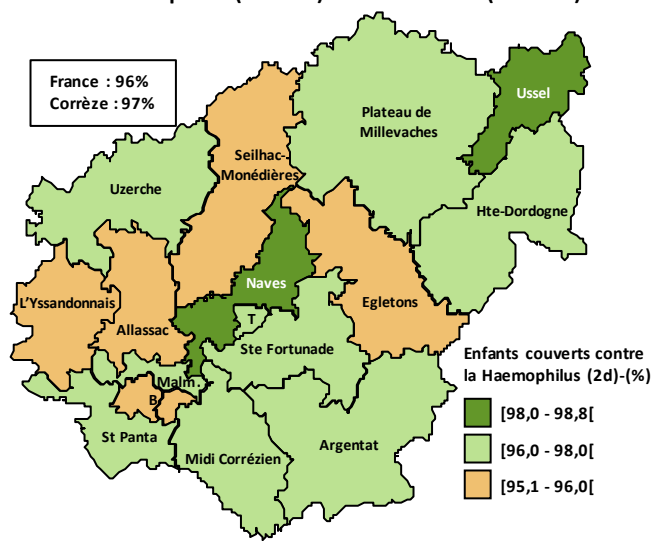 France : 96%
Corrèze : 97%
Ussel
Plateau de
Millevaches
Seilhac-
Monédières
Uzerche
Hte-Dordogne
Naves
L'Yssandonnais
Egletons
T
Allassac
Ste Fortunade
Malm.
B
St Panta
Argentat
Midi Corrézien
Enfants couverts contre
la Haemophilus (2d)-(%)
[98,0 - 98,8[
[96,0 - 98,0[
[95,1 - 96,0[